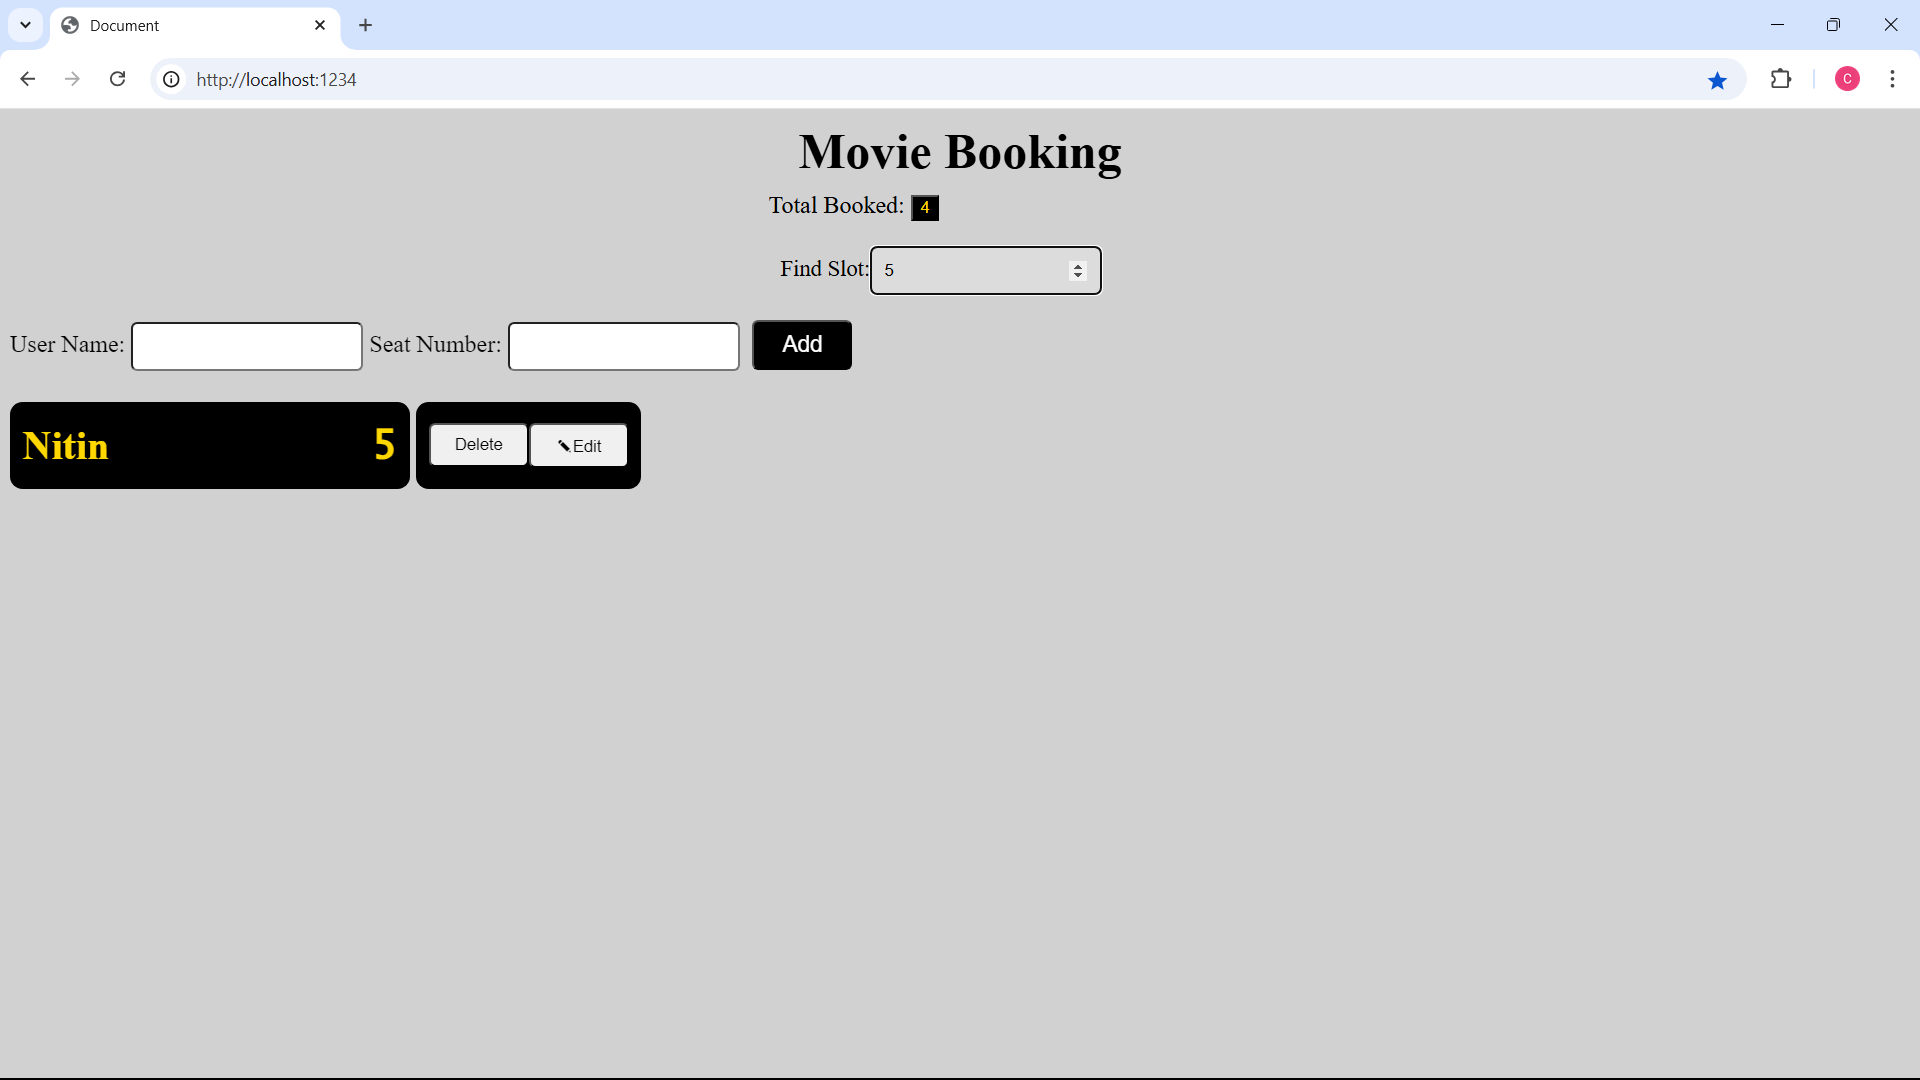 Document
http://localhost:1234
C
Movie Booking
Total Booked: 4
Find Slot: 5
User Name: Seat Number: Add
Nitin 5 Delete Edit